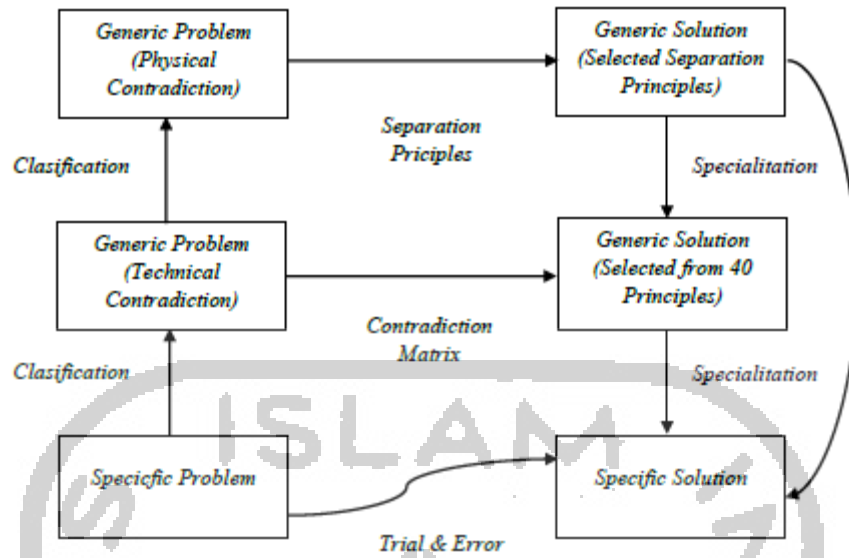 Generic Problem
(Physical
Contradiction)
Generic Solution
(Selected Separation
Principles)
Separation
Priciples
Clasification
Specialitation
Generic Problem
(Technical
Contradiction)
Generic Solution
(Selected from 40
Principles)
Contradiction
Matrix
Clasification
Specialitation
ISLAM
Specicfic Problem
Specific Solution
Trial & Error